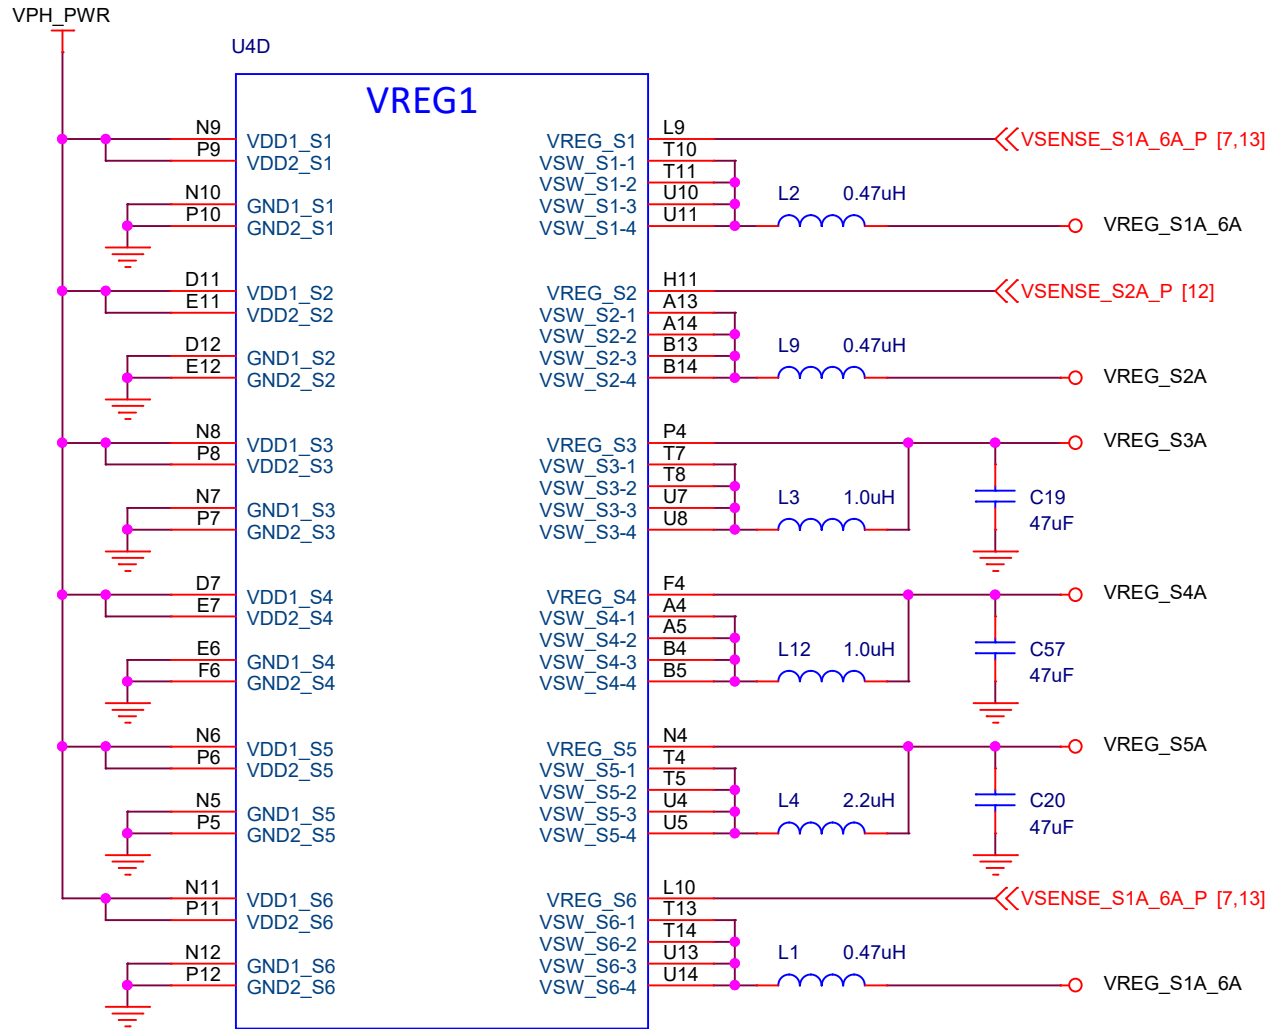 VPH_PWR
U4D
VREG1
N9 VDD1_S1 VREG_S1 L9 VSENSE_S1A_6A_P [7,13]
P9 VDD2_S1 VSW_S1-1 T10
VSW_S1-2 T11
N10 GND1_S1 VSW_S1-3 U10 L2 0.47uH
P10 GND2_S1 VSW_S1-4 U11 VREG_S1A_6A
D11 VDD1_S2 VREG_S2 H11 VSENSE_S2A_P [12]
E11 VDD2_S2 VSW_S2-1 A13
VSW_S2-2 A14
D12 GND1_S2 VSW_S2-3 B13 L9 0.47uH
E12 GND2_S2 VSW_S2-4 B14 VREG_S2A
N8 VDD1_S3 VREG_S3 P4 VREG_S3A
P8 VDD2_S3 VSW_S3-1 T7
VSW_S3-2 T8
N7 GND1_S3 VSW_S3-3 U7 L3 1.0uH C19
P7 GND2_S3 VSW_S3-4 U8 47uF
D7 VDD1_S4 VREG_S4 F4 VREG_S4A
E7 VDD2_S4 VSW_S4-1 A4
VSW_S4-2 A5
E6 GND1_S4 VSW_S4-3 B4 L12 1.0uH C57
F6 GND2_S4 VSW_S4-4 B5 47uF
N6 VDD1_S5 VREG_S5 N4 VREG_S5A
P6 VDD2_S5 VSW_S5-1 T4
VSW_S5-2 T5
N5 GND1_S5 VSW_S5-3 U4 L4 2.2uH C20
P5 GND2_S5 VSW_S5-4 U5 47uF
N11 VDD1_S6 VREG_S6 L10 VSENSE_S1A_6A_P [7,13]
P11 VDD2_S6 VSW_S6-1 T13
VSW_S6-2 T14
N12 GND1_S6 VSW_S6-3 U13 L1 0.47uH
P12 GND2_S6 VSW_S6-4 U14 VREG_S1A_6A